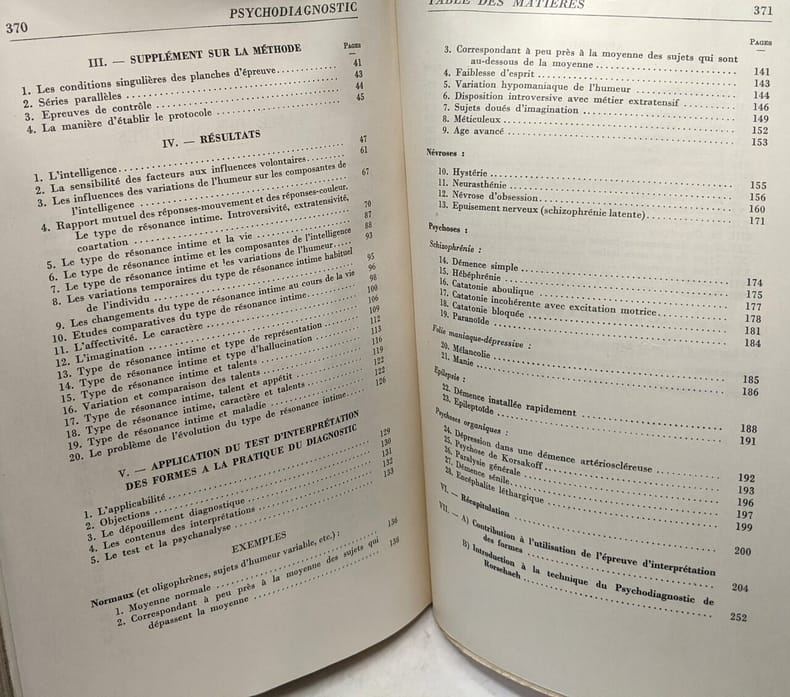 370
PSYCHODIAGNOSTIC
III. — SUPPLÉMENT SUR LA MÉTHODE
Pages
1. Les conditions singulières des planches d'épreuve 41
2. Séries parallèles 43
3. Epreuves de contrôle 44
4. La manière d'établir le protocole 45
IV. — RÉSULTATS
1. L'intelligence 47
2. La sensibilité des facteurs aux influences volontaires 61
3. Les influences des variations de l'humeur sur les composantes de
l'intelligence 67
4. Rapport mutuel des réponses-mouvement et des réponses-couleur.
Le type de résonance intime. Introversivité, extratensivité,
coartation 70
5. Le type de résonance intime et la vie 87
6. Le type de résonance intime et les composantes de l'intelligence 88
7. Le type de résonance intime et les variations de l'humeur 93
8. Les variations temporaires du type de résonance intime habituel
de l'individu 95
9. Les changements du type de résonance intime au cours de la vie 96
10. Etudes comparatives du type de résonance intime 98
11. L'affectivité. Le caractère 100
12. L'imagination 106
13. Type de résonance intime et type de représentation 109
14. Type de résonance intime et type d'hallucination 112
15. Type de résonance intime et talents 113
16. Variation et comparaison des talents 116
17. Type de résonance intime, talent et appétit 119
18. Type de résonance intime, caractère et talents 122
19. Type de résonance intime et maladie 122
20. Le problème de l'évolution du type de résonance intime 126
V. — APPLICATION DU TEST D'INTERPRÉTATION
DES FORMES A LA PRATIQUE DU DIAGNOSTIC
1. L'applicabilité 129
2. Objections 130
3. Le dépouillement diagnostique 131
4. Les contenus des interprétations 132
5. Le test et la psychanalyse 133
EXEMPLES
Normaux (et oligophrènes, sujets d'humeur variable, etc.) :
1. Moyenne normale 136
2. Correspondant à peu près à la moyenne des sujets qui
dépassent la moyenne 138
TABLE DES MATIÈRES
371
Pages
3. Correspondant à peu près à la moyenne des sujets qui sont
au-dessous de la moyenne 141
4. Faiblesse d'esprit 143
5. Variation hypomaniaque de l'humeur 144
6. Disposition introversive avec métier extratensif 146
7. Sujets doués d'imagination 149
8. Méticuleux 152
9. Age avancé 153
Névroses :
10. Hystérie 155
11. Neurasthénie 156
12. Névrose d'obsession 160
13. Epuisement nerveux (schizophrénie latente) 171
Psychoses :
Schizophrénie :
14. Démence simple 174
15. Hébéphrénie 175
16. Catatonie aboulique 177
17. Catatonie incohérente avec excitation motrice 178
18. Catatonie bloquée 181
19. Paranoïde 184
Folie maniaque-dépressive :
20. Mélancolie 185
21. Manie 186
Epilepsie :
22. Démence installée rapidement 188
23. Epileptoïde 191
Psychoses organiques :
24. Dépression dans une démence artérioscléreuse 192
25. Psychose de Korsakoff 193
26. Paralysie générale 196
27. Démence sénile 197
28. Encéphalite léthargique 199
VI. — Récapitulation 200
VII. — A) Contribution à l'utilisation de l'épreuve d'interprétation
des formes 204
B) Introduction à la technique du Psychodiagnostic de
Rorschach 252